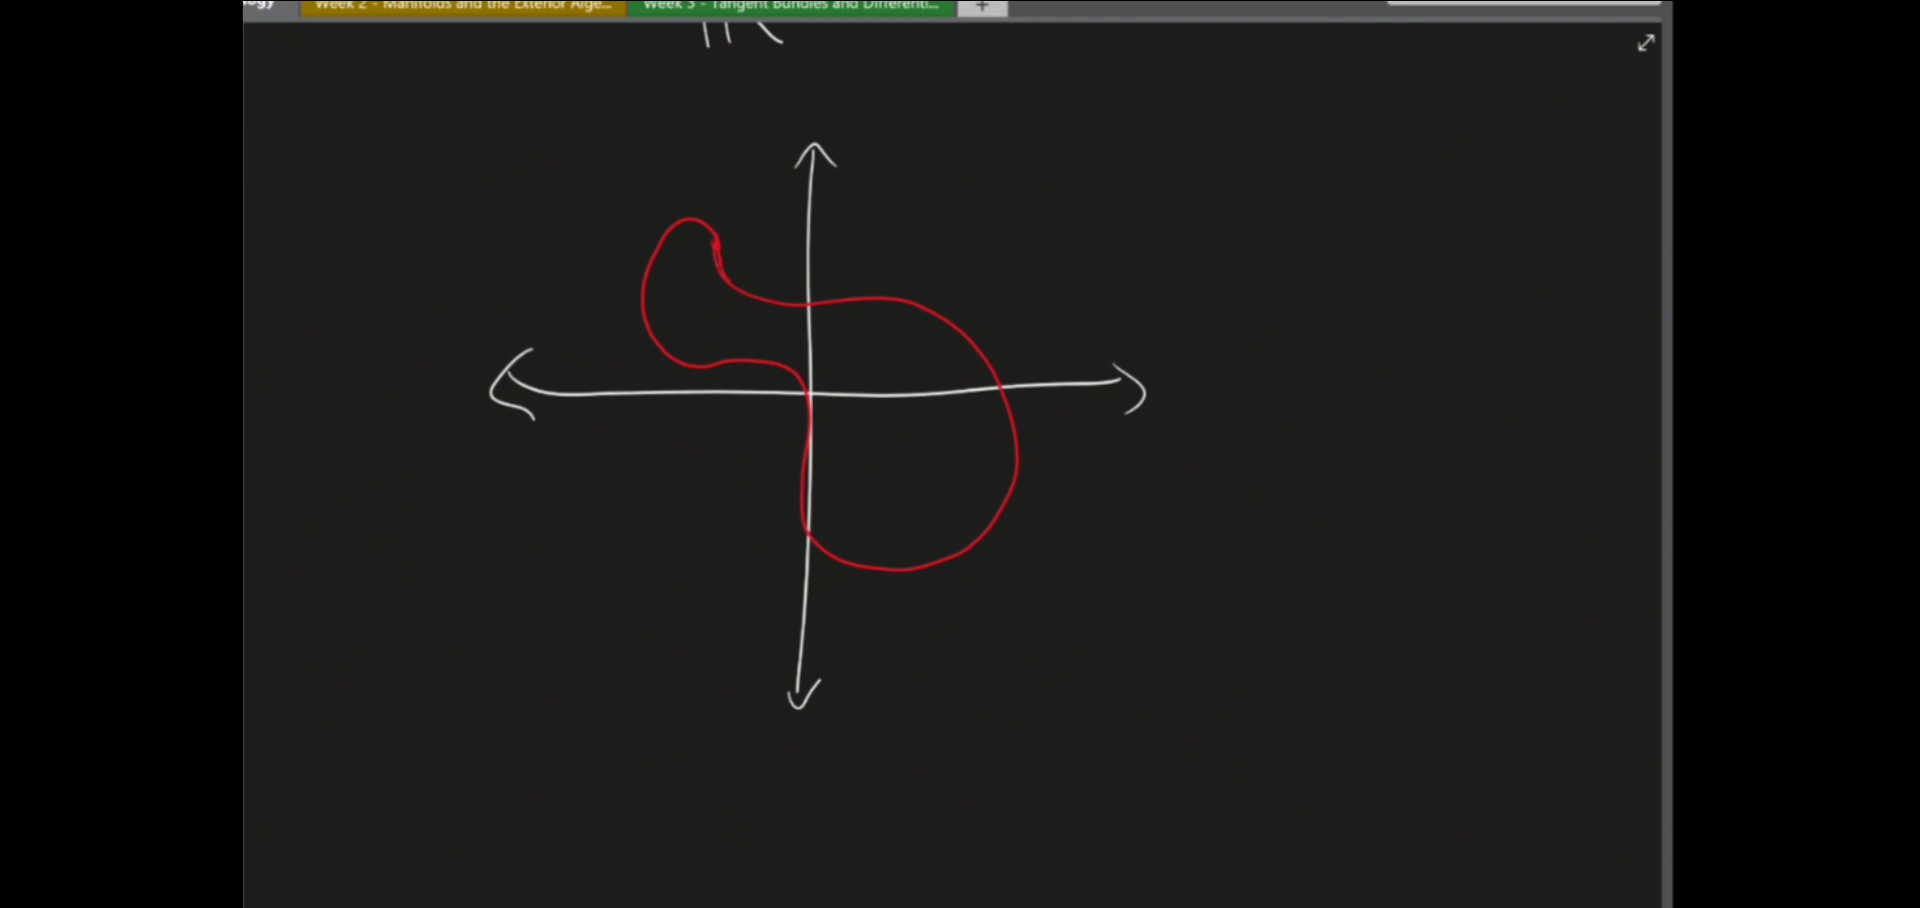 Week 2 - Manifolds and the Exterior Alge...
Week 3 - Tangent Bundles and Differenti...